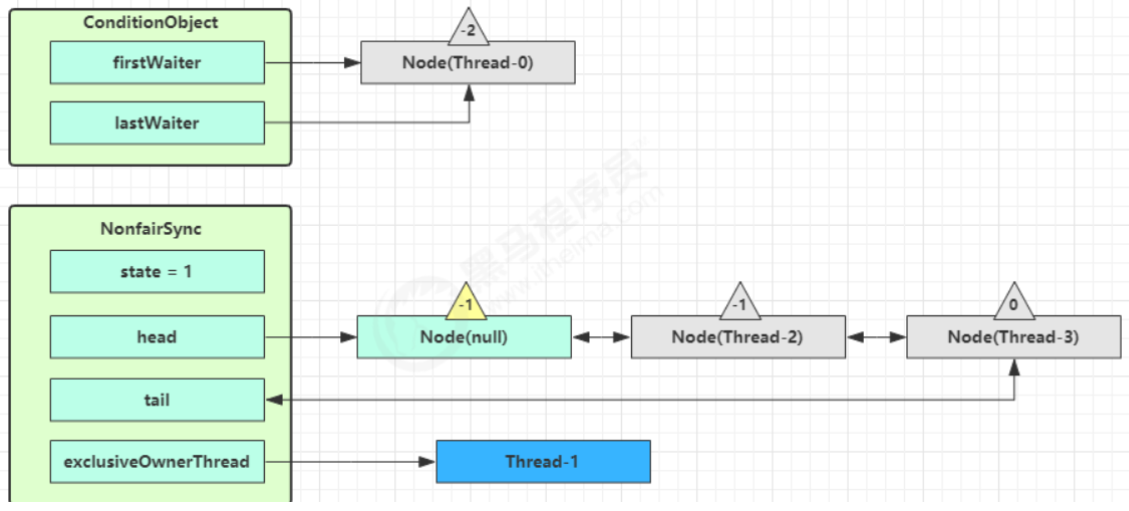 ConditionObject
-2
firstWaiter
Node(Thread-0)
lastWaiter
NonfairSync
state = 1
-1
-1
0
head
Node(null)
Node(Thread-2)
Node(Thread-3)
tail
exclusiveOwnerThread
Thread-1
黑马程序员
www.itheima.com